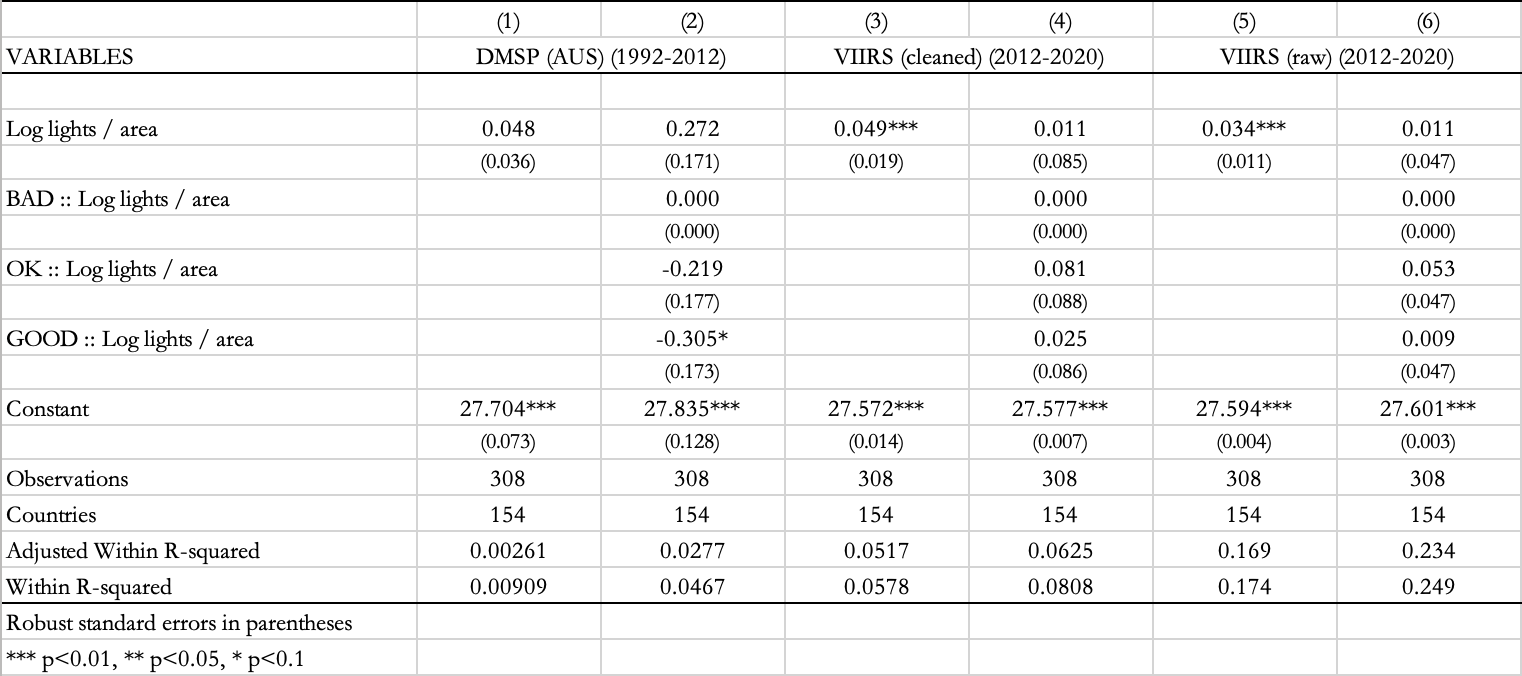 (1) (2) (3) (4) (5) (6)
VARIABLES DMSP (AUS) (1992-2012) VIIRS (cleaned) (2012-2020) VIIRS (raw) (2012-2020)
Log lights / area 0.048 0.272 0.049*** 0.011 0.034*** 0.011
(0.036) (0.171) (0.019) (0.085) (0.011) (0.047)
BAD :: Log lights / area 0.000 0.000 0.000
(0.000) (0.000) (0.000)
OK :: Log lights / area -0.219 0.081 0.053
(0.177) (0.088) (0.047)
GOOD :: Log lights / area -0.305* 0.025 0.009
(0.173) (0.086) (0.047)
Constant 27.704*** 27.835*** 27.572*** 27.577*** 27.594*** 27.601***
(0.073) (0.128) (0.014) (0.007) (0.004) (0.003)
Observations 308 308 308 308 308 308
Countries 154 154 154 154 154 154
Adjusted Within R-squared 0.00261 0.0277 0.0517 0.0625 0.169 0.234
Within R-squared 0.00909 0.0467 0.0578 0.0808 0.174 0.249
Robust standard errors in parentheses
*** p<0.01, ** p<0.05, * p<0.1